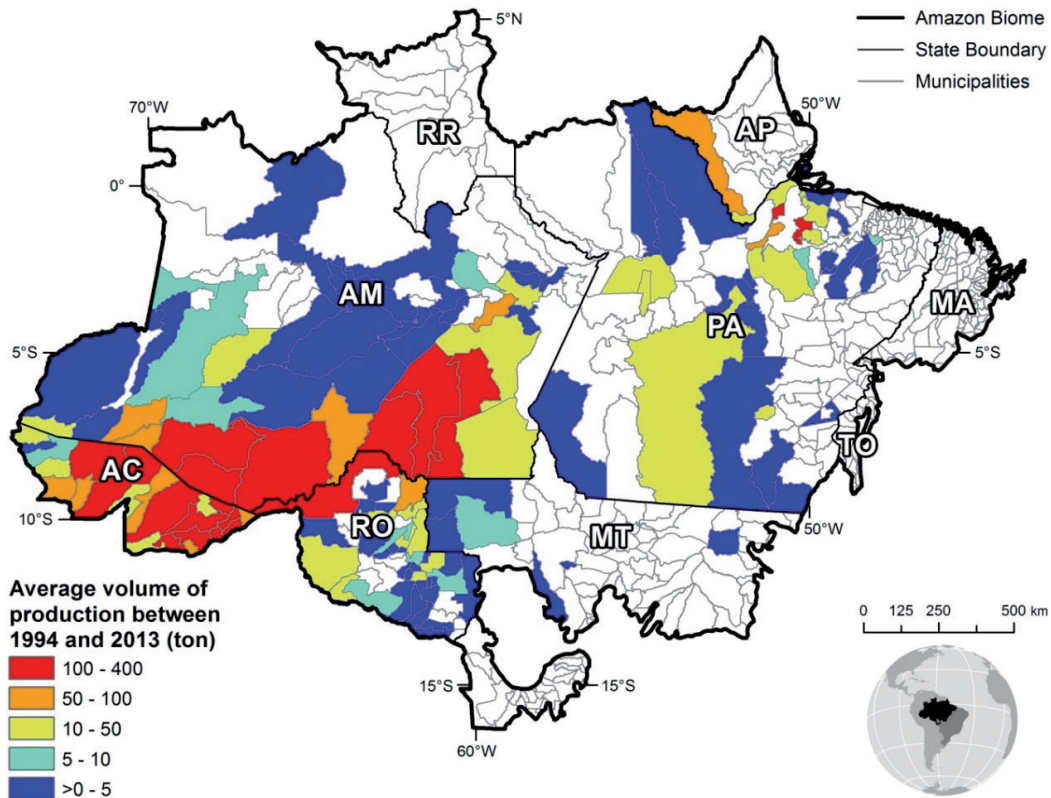 5°N
Amazon Biome
State Boundary
Municipalities
70°W
50°W
RR
AP
0°
AM
PA
MA
5°S
5°S
TO
AC
10°S
RO
MT
50°W
Average volume of
production between
1994 and 2013 (ton)
100 - 400
50 - 100
10 - 50
5 - 10
>0 - 5
15°S
15°S
60°W
0 125 250 500 km